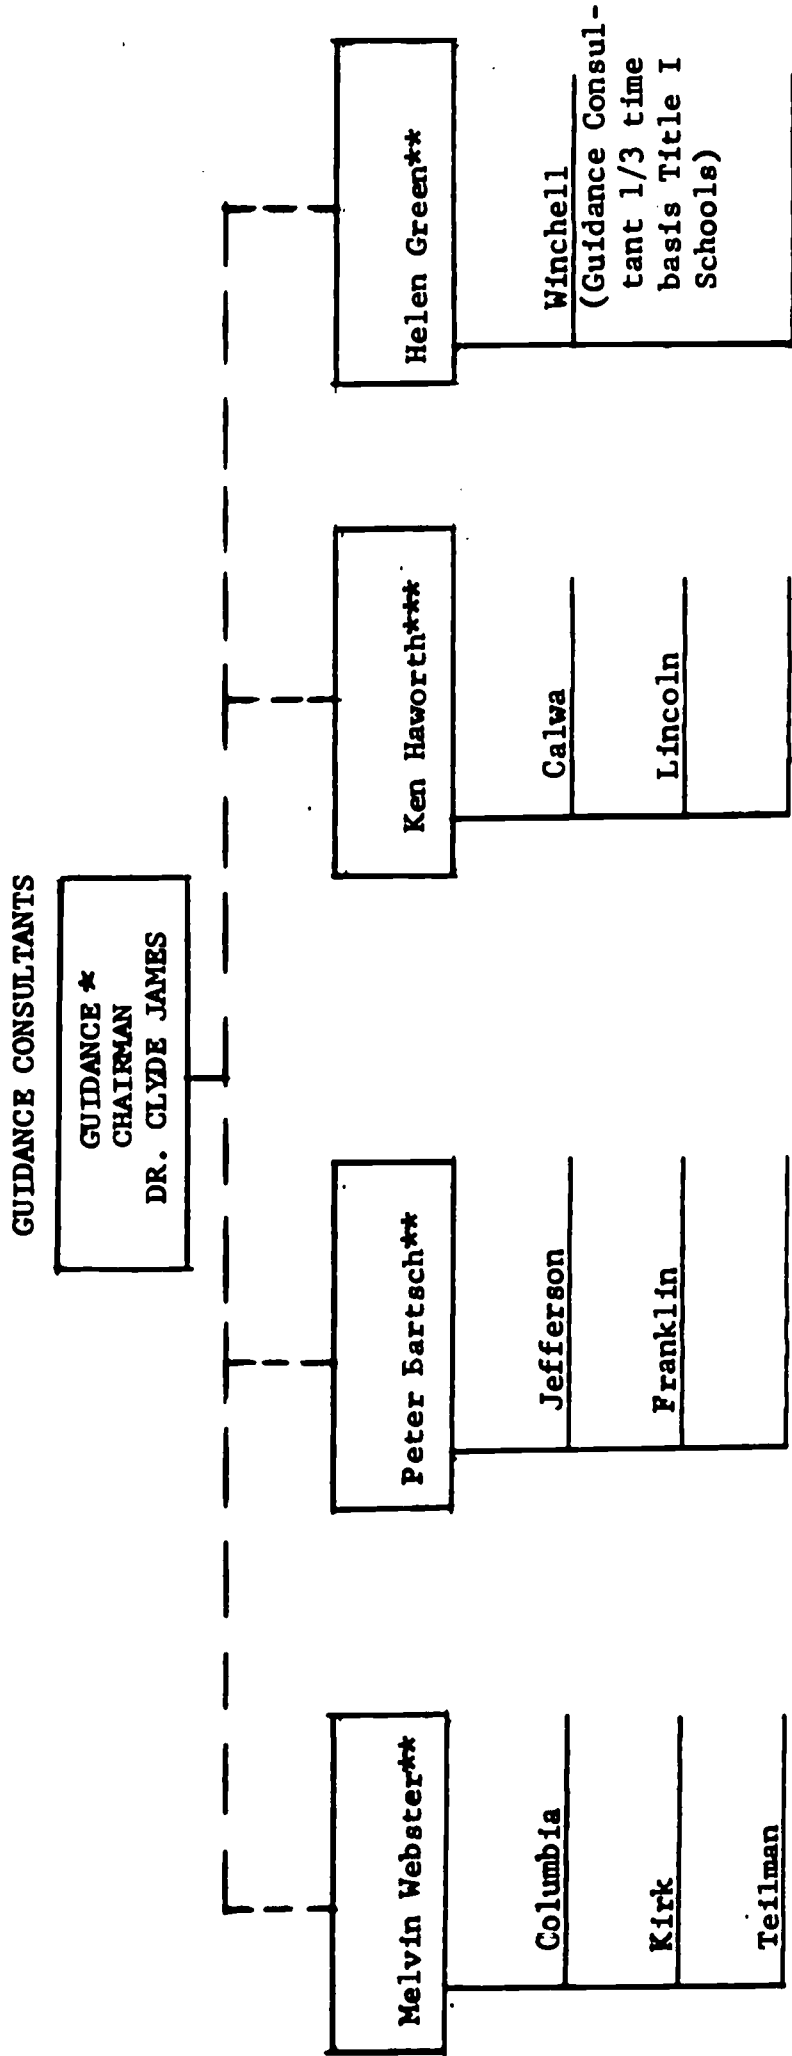 GUIDANCE CONSULTANTS
GUIDANCE *
CHAIRMAN
DR. CLYDE JAMES
Melvin Webster**
Columbia
Kirk
Teilman
Peter Bartsch**
Jefferson
Franklin
Ken Haworth***
Calwa
Lincoln
Helen Green**
Winchell
(Guidance Consul-
tant 1/3 time
basis Title I
Schools)